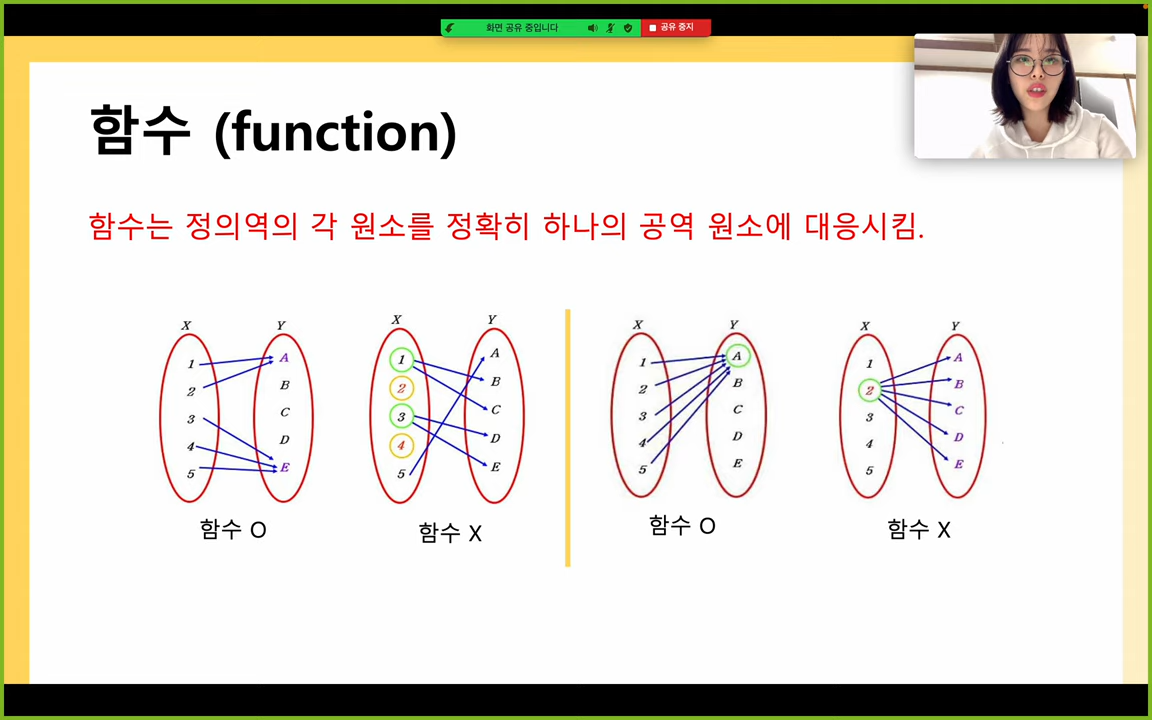 화면 공유 중입니다 공유 중지
함수 (function)
함수는 정의역의 각 원소를 정확히 하나의 공역 원소에 대응시킴.
X Y
1 A
2 B
3 C
4 D
5 E
함수 O
X Y
1 A
2 B
3 C
4 D
5 E
함수 X
X Y
1 A
2 B
3 C
4 D
5 E
함수 O
X Y
1 A
2 B
3 C
4 D
5 E
함수 X